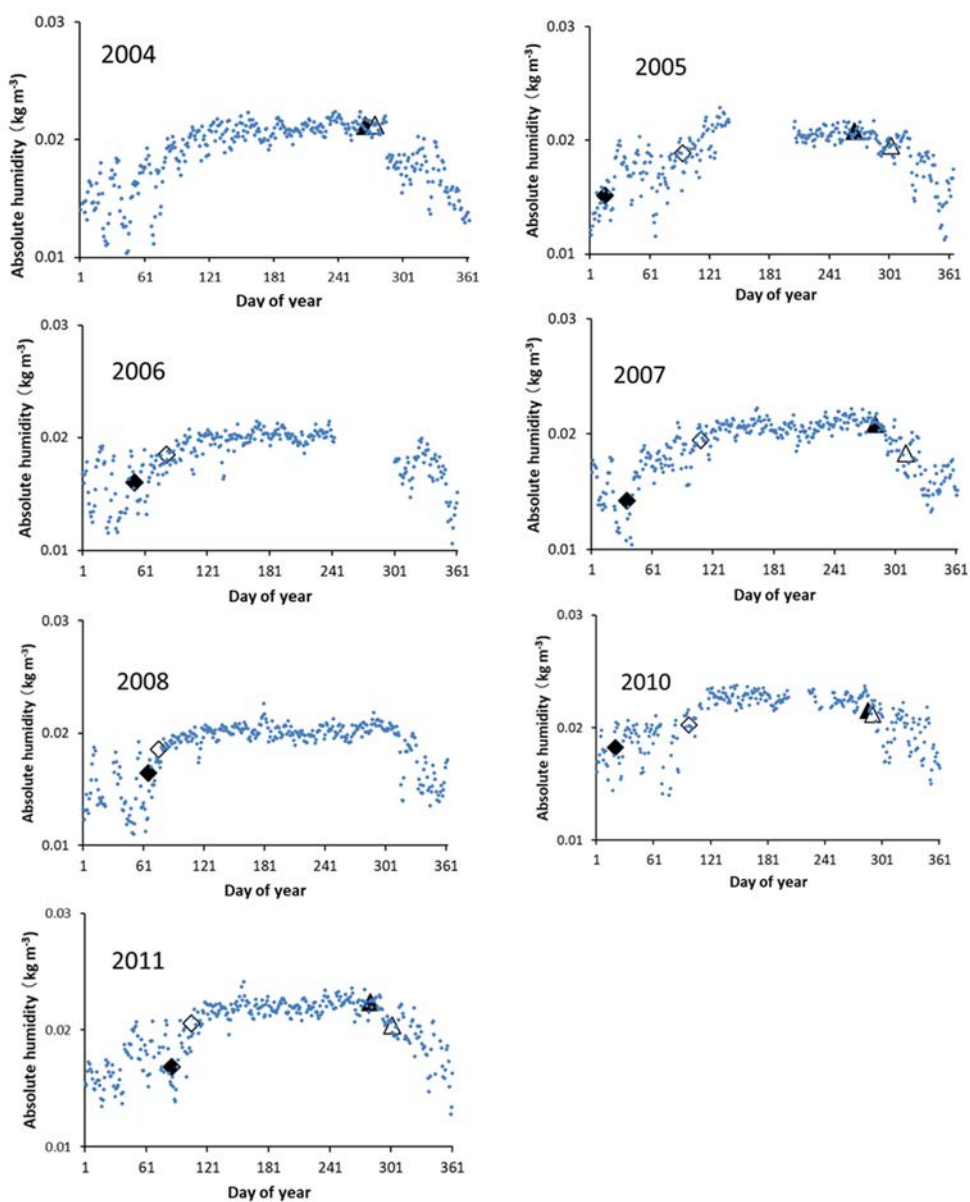 0.03
2004
Absolute humidity (kg m-3)
0.02
0.01
1 61 121 181 241 301 361
Day of year
0.03
2005
Absolute humidity (kg m-3)
0.02
0.01
1 61 121 181 241 301 361
Day of year
0.03
2006
Absolute humidity (kg m-3)
0.02
0.01
1 61 121 181 241 301 361
Day of year
0.03
2007
Absolute humidity (kg m-3)
0.02
0.01
1 61 121 181 241 301 361
Day of year
0.03
2008
Absolute humidity (kg m-3)
0.02
0.01
1 61 121 181 241 301 361
Day of year
0.03
2010
Absolute humidity (kg m-3)
0.02
0.01
1 61 121 181 241 301 361
Day of year
0.03
2011
Absolute humidity (kg m-3)
0.02
0.01
1 61 121 181 241 301 361
Day of year